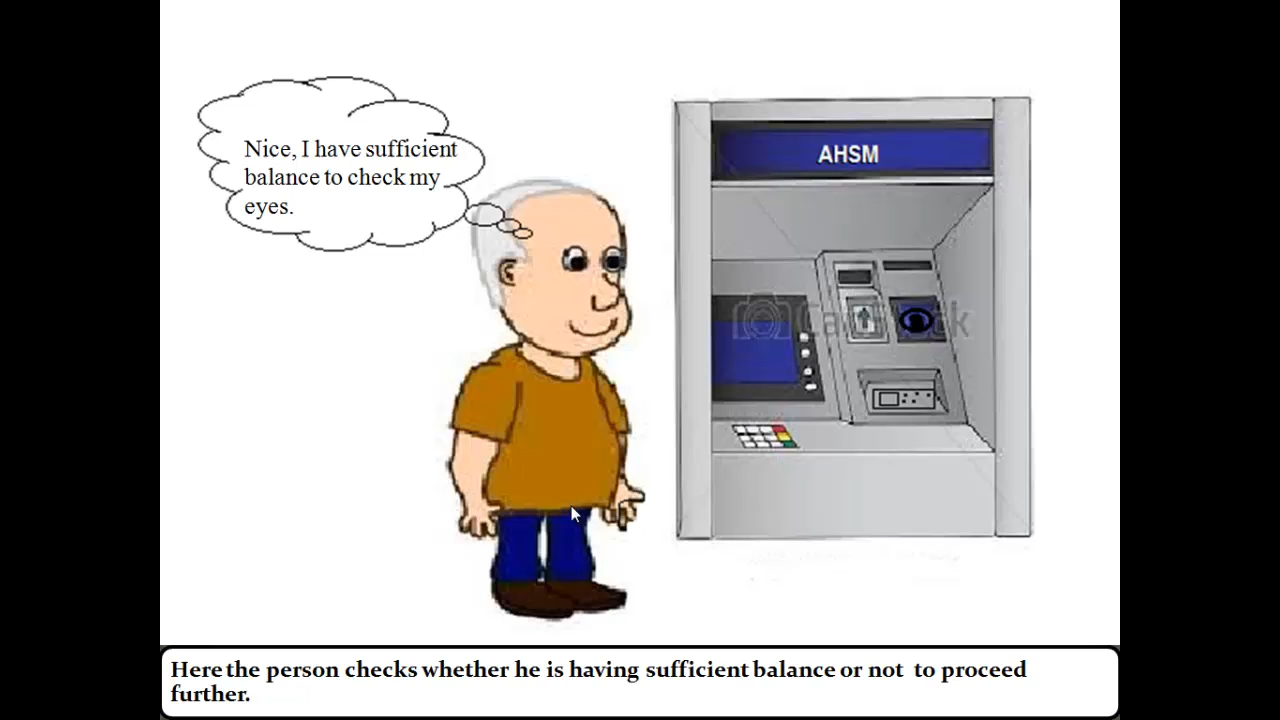 Nice, I have sufficient
balance to check my
eyes.
AHSM
Here the person checks whether he is having sufficient balance or not to proceed
further.